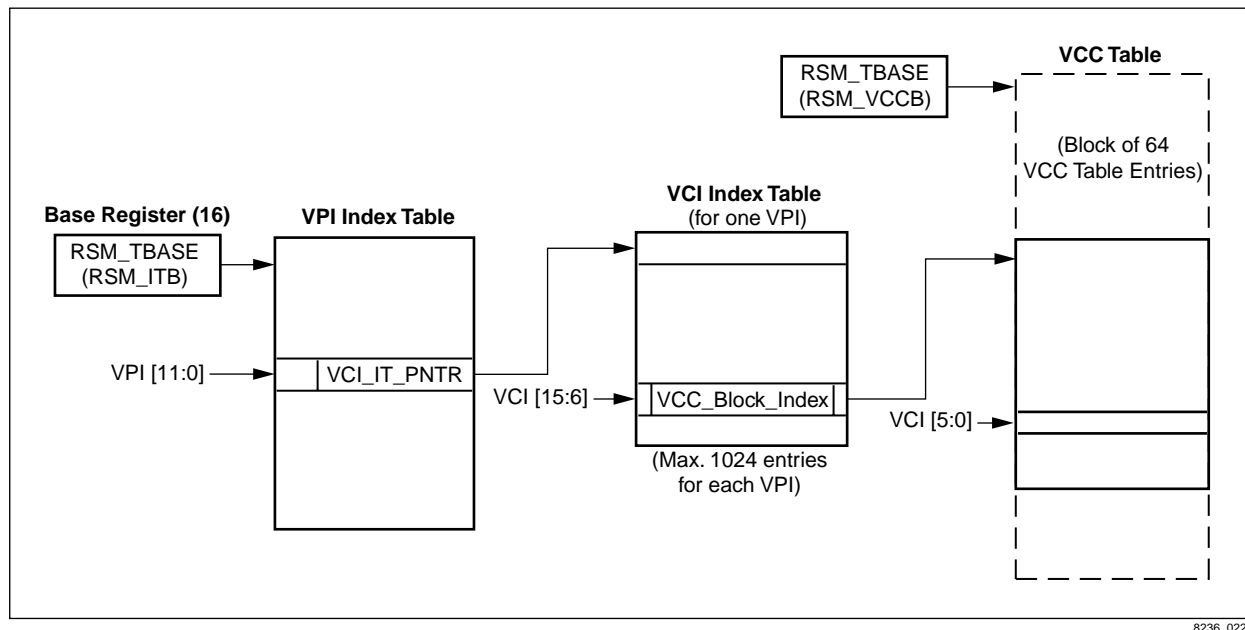 VCC Table
RSM_TBASE
(RSM_VCCB)
(Block of 64
VCC Table Entries)
VCI Index Table
(for one VPI)
Base Register (16)
VPI Index Table
RSM_TBASE
(RSM_ITB)
VPI [11:0]
VCI_IT_PNTR
VCI [15:6]
VCC_Block_Index
VCI [5:0]
(Max. 1024 entries
for each VPI)
8236_022